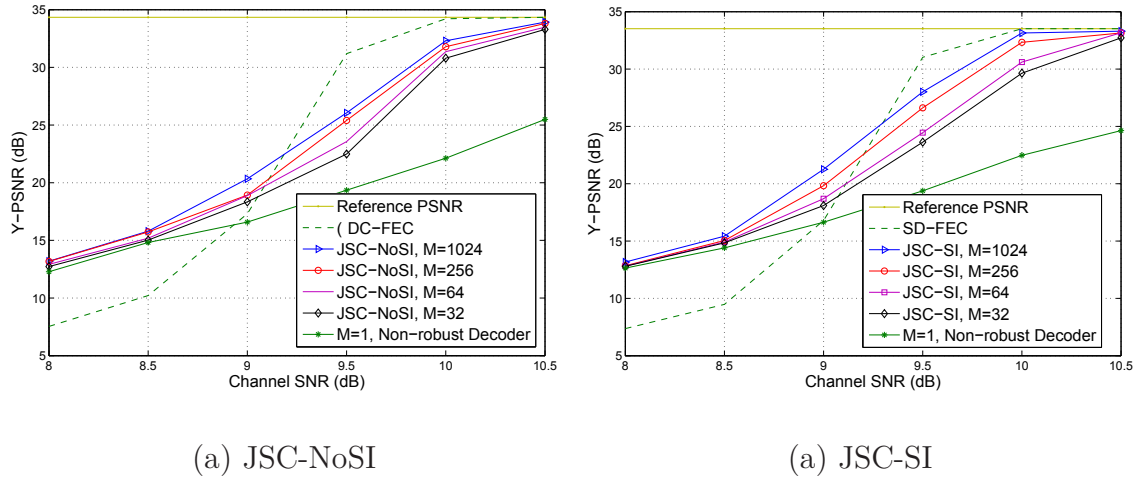 35
30
25
20
15
10
5
8
8.5
9
9.5
10
10.5
Y−PSNR (dB)
Channel SNR (dB)
Reference PSNR
( DC−FEC
JSC−NoSI, M=1024
JSC−NoSI, M=256
JSC−NoSI, M=64
JSC−NoSI, M=32
M=1, Non−robust Decoder
(a) JSC-NoSI
35
30
25
20
15
10
5
8
8.5
9
9.5
10
10.5
Y−PSNR (dB)
Channel SNR (dB)
Reference PSNR
SD−FEC
JSC−SI, M=1024
JSC−SI, M=256
JSC−SI, M=64
JSC−SI, M=32
M=1, Non−robust Decoder
(a) JSC-SI